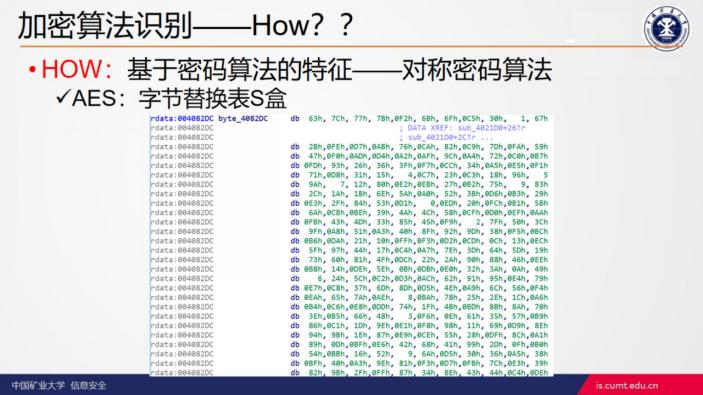 加密算法识别——How？？
•HOW：基于密码算法的特征——对称密码算法
✓AES：字节替换表S盒
rdata:004082DC byte_4082DC db 63h, 7Ch, 77h, 7Bh,0F2h, 6Bh, 6Fh,0C5h, 30h, 1, 67h
rdata:004082DC ; DATA XREF: sub_4021D0+26↑r
rdata:004082DC ; sub_4021D0+2C↑r ...
rdata:004082DC db 2Bh,0FEh,0D7h,0ABh, 76h,0CAh, 82h,0C9h, 7Dh,0FAh, 59h
rdata:004082DC db 47h,0F0h,0ADh,0D4h,0A2h,0AFh, 9Ch,0A4h, 72h,0C0h,0B7h
rdata:004082DC db 0FDh, 93h, 26h, 36h, 3Fh,0F7h,0CCh, 34h,0A5h,0E5h,0F1h
rdata:004082DC db 71h,0D8h, 31h, 15h, 4,0C7h, 23h,0C3h, 18h, 96h, 5
rdata:004082DC db 9Ah, 7, 12h, 80h,0E2h,0EBh, 27h,0B2h, 75h, 9, 83h
rdata:004082DC db 2Ch, 1Ah, 1Bh, 6Eh, 5Ah,0A0h, 52h, 3Bh,0D6h,0B3h, 29h
rdata:004082DC db 0E3h, 2Fh, 84h, 53h,0D1h, 0,0EDh, 20h,0FCh,0B1h, 5Bh
rdata:004082DC db 6Ah,0CBh,0BEh, 39h, 4Ah, 4Ch, 58h,0CFh,0D0h,0EFh,0AAh
rdata:004082DC db 0FBh, 43h, 4Dh, 33h, 85h, 45h,0F9h, 2, 7Fh, 50h, 3Ch
rdata:004082DC db 9Fh,0A8h, 51h,0A3h, 40h, 8Fh, 92h, 9Dh, 38h,0F5h,0BCh
rdata:004082DC db 0B6h,0DAh, 21h, 10h,0FFh,0F3h,0D2h,0CDh, 0Ch, 13h,0ECh
rdata:004082DC db 5Fh, 97h, 44h, 17h,0C4h,0A7h, 7Eh, 3Dh, 64h, 5Dh, 19h
rdata:004082DC db 73h, 60h, 81h, 4Fh,0DCh, 22h, 2Ah, 90h, 88h, 46h,0EEh
rdata:004082DC db 0B8h, 14h,0DEh, 5Eh, 0Bh,0DBh,0E0h, 32h, 3Ah, 0Ah, 49h
rdata:004082DC db 6, 24h, 5Ch,0C2h,0D3h,0ACh, 62h, 91h, 95h,0E4h, 79h
rdata:004082DC db 0E7h,0C8h, 37h, 6Dh, 8Dh,0D5h, 4Eh,0A9h, 6Ch, 56h,0F4h
rdata:004082DC db 0EAh, 65h, 7Ah,0AEh, 8,0BAh, 78h, 25h, 2Eh, 1Ch,0A6h
rdata:004082DC db 0B4h,0C6h,0E8h,0DDh, 74h, 1Fh, 4Bh,0BDh, 8Bh, 8Ah, 70h
rdata:004082DC db 3Eh,0B5h, 66h, 48h, 3,0F6h, 0Eh, 61h, 35h, 57h,0B9h
rdata:004082DC db 86h,0C1h, 1Dh, 9Eh,0E1h,0F8h, 98h, 11h, 69h,0D9h, 8Eh
rdata:004082DC db 94h, 9Bh, 1Eh, 87h,0E9h,0CEh, 55h, 28h,0DFh, 8Ch,0A1h
rdata:004082DC db 89h, 0Dh,0BFh,0E6h, 42h, 68h, 41h, 99h, 2Dh, 0Fh,0B0h
rdata:004082DC db 54h,0BBh, 16h, 52h, 9, 6Ah,0D5h, 30h, 36h,0A5h, 38h
rdata:004082DC db 0BFh, 40h,0A3h, 9Eh, 81h,0F3h,0D7h,0FBh, 7Ch,0E3h, 39h
rdata:004082DC db 82h, 9Bh, 2Fh,0FFh, 87h, 34h, 8Eh, 43h, 44h,0C4h,0DEh
中国矿业大学 信息安全
is.cumt.edu.cn